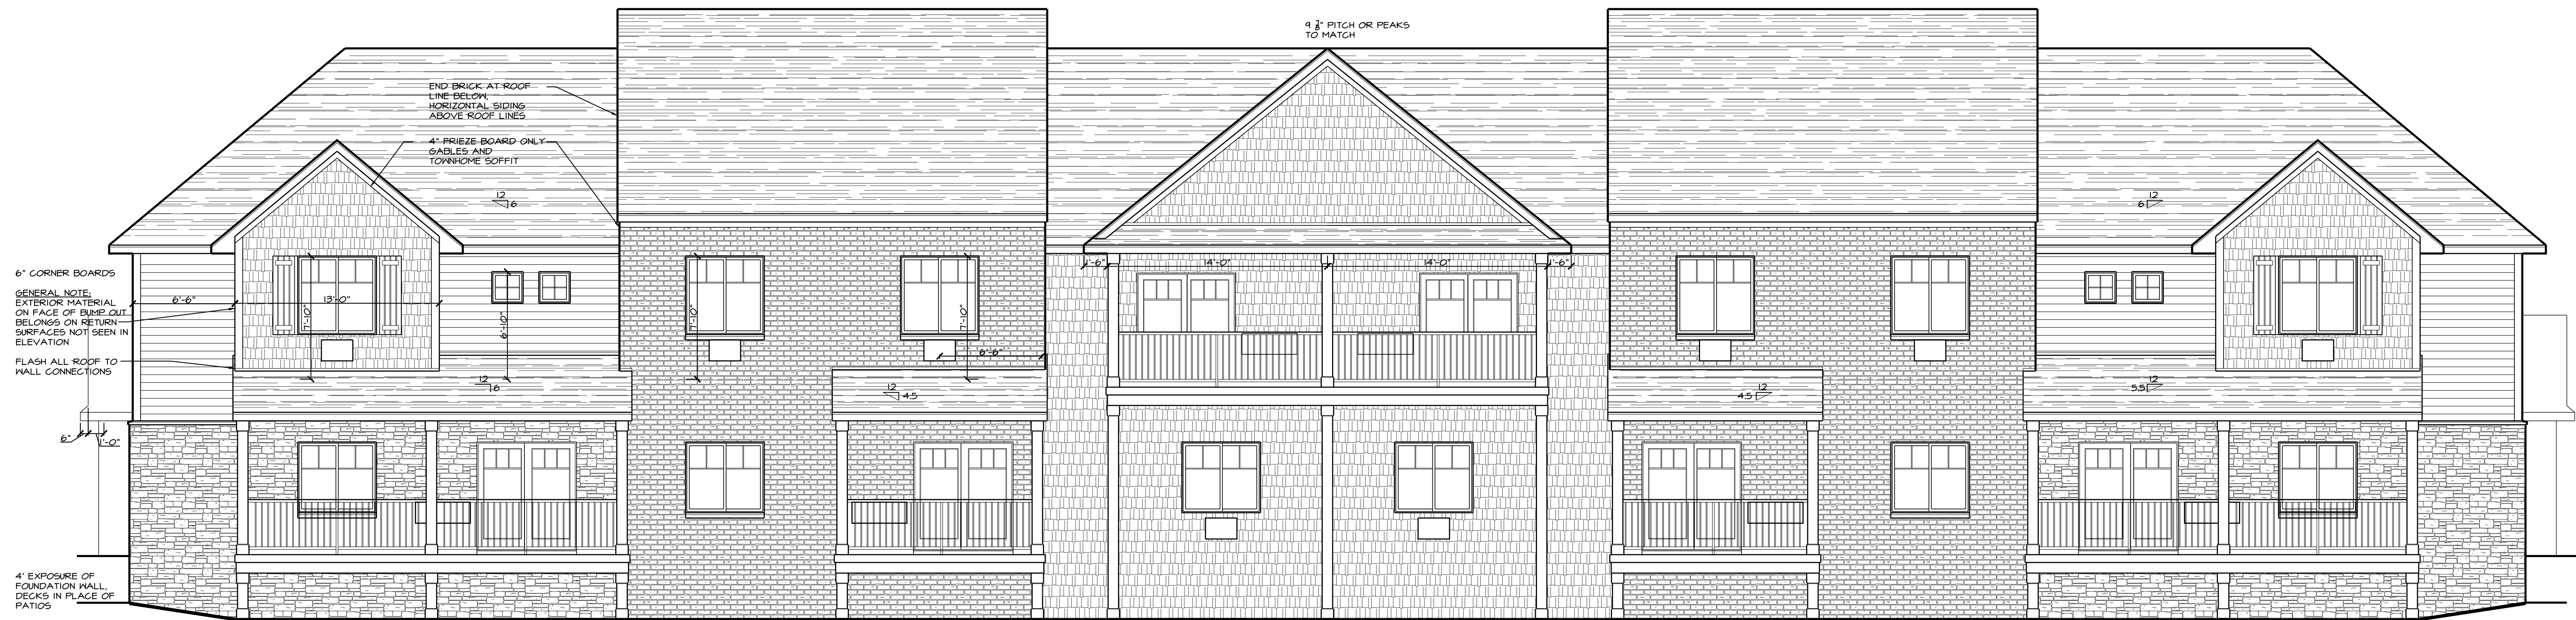 9 7/8" PITCH OR PEAKS
TO MATCH
END BRICK AT ROOF
LINE BELOW,
HORIZONTAL SIDING
ABOVE ROOF LINES
4" FRIEZE BOARD ONLY
GABLES AND
TOWNHOME SOFFIT
12
6
12
6
6" CORNER BOARDS
GENERAL NOTE:
EXTERIOR MATERIAL
ON FACE OF BUMP OUT
BELONGS ON RETURN
SURFACES NOT SEEN IN
ELEVATION
FLASH ALL ROOF TO
WALL CONNECTIONS
6'-6"
13'-0"
7'-10"
6'-10"
7'-10"
7'-10"
6'-6"
1'-6"
14'-0"
14'-0"
1'-6"
12
6
12
4.5
12
4.5
12
5.5
6"
1'-0"
4' EXPOSURE OF
FOUNDATION WALL,
DECKS IN PLACE OF
PATIOS